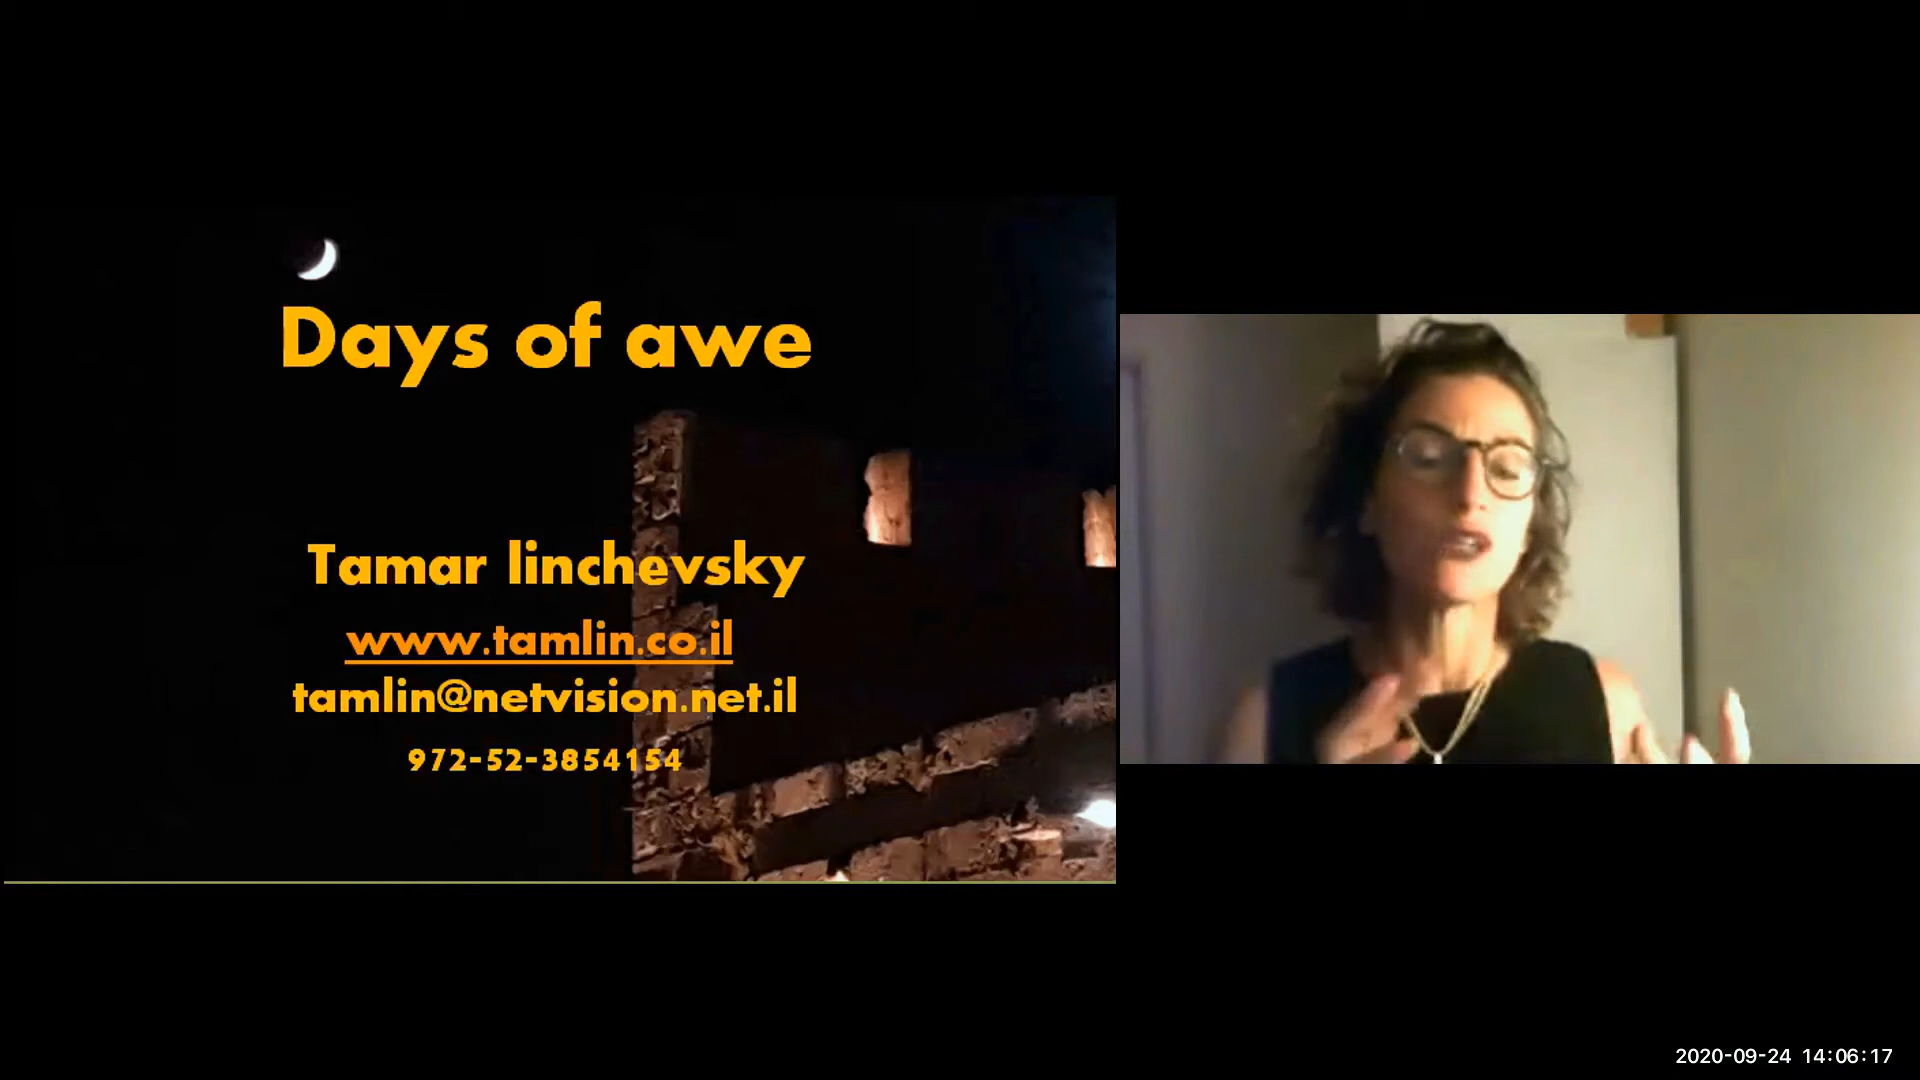 Days of awe
Tamar linchevsky
www.tamlin.co.il
tamlin@netvision.net.il
972-52-3854154
2020-09-24 14:06:17